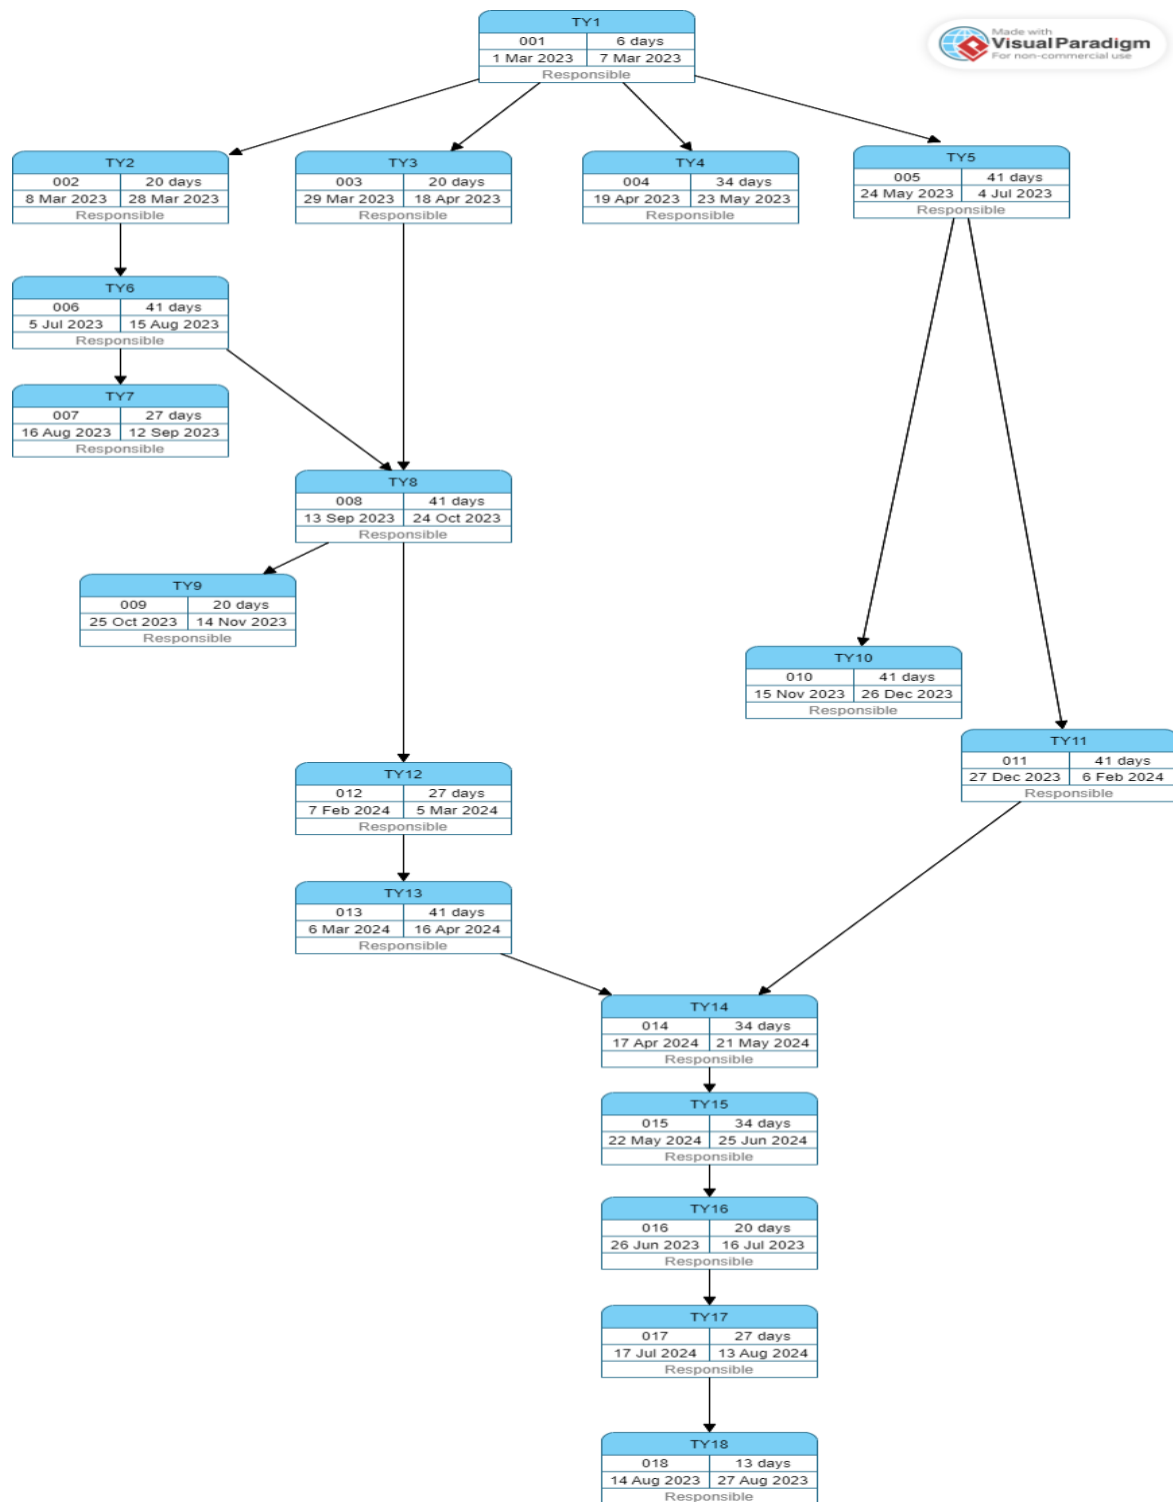 TY1
001 6 days
1 Mar 2023 7 Mar 2023
Responsible
Made with
Visual Paradigm
For non-commercial use
TY2
002 20 days
8 Mar 2023 28 Mar 2023
Responsible
TY3
003 20 days
29 Mar 2023 18 Apr 2023
Responsible
TY4
004 34 days
19 Apr 2023 23 May 2023
Responsible
TY5
005 41 days
24 May 2023 4 Jul 2023
Responsible
TY6
006 41 days
5 Jul 2023 15 Aug 2023
Responsible
TY7
007 27 days
16 Aug 2023 12 Sep 2023
Responsible
TY8
008 41 days
13 Sep 2023 24 Oct 2023
Responsible
TY9
009 20 days
25 Oct 2023 14 Nov 2023
Responsible
TY10
010 41 days
15 Nov 2023 26 Dec 2023
Responsible
TY11
011 41 days
27 Dec 2023 6 Feb 2024
Responsible
TY12
012 27 days
7 Feb 2024 5 Mar 2024
Responsible
TY13
013 41 days
6 Mar 2024 16 Apr 2024
Responsible
TY14
014 34 days
17 Apr 2024 21 May 2024
Responsible
TY15
015 34 days
22 May 2024 25 Jun 2024
Responsible
TY16
016 20 days
26 Jun 2023 16 Jul 2023
Responsible
TY17
017 27 days
17 Jul 2024 13 Aug 2024
Responsible
TY18
018 13 days
14 Aug 2023 27 Aug 2023
Responsible